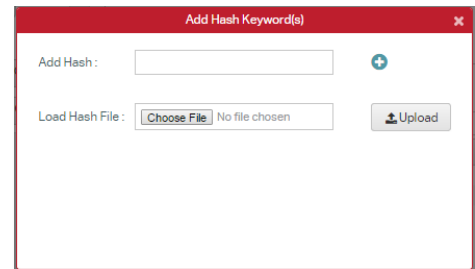 Add Hash Keyword(s)
Add Hash :
Load Hash File : Choose File No file chosen Upload